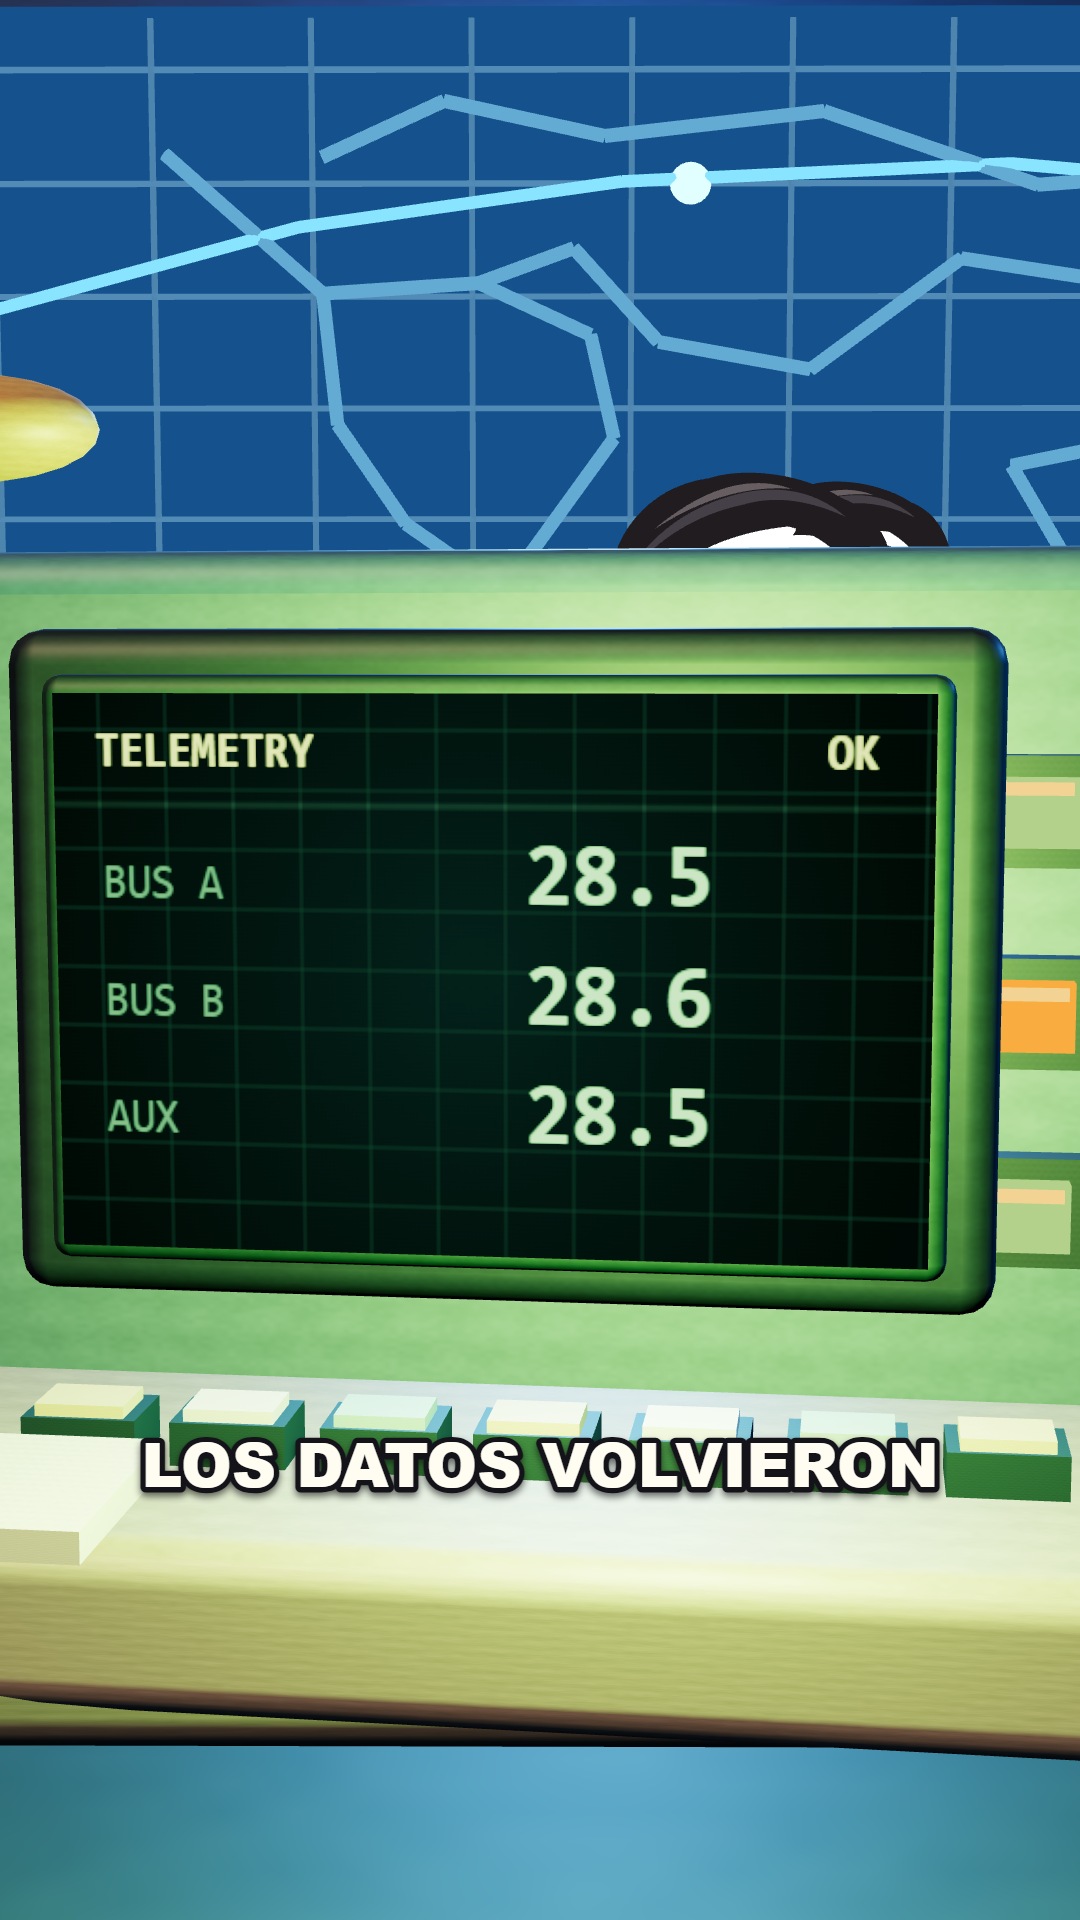 TELEMETRY OK
BUS A 28.5
BUS B 28.6
AUX 28.5
LOS DATOS VOLVIERON